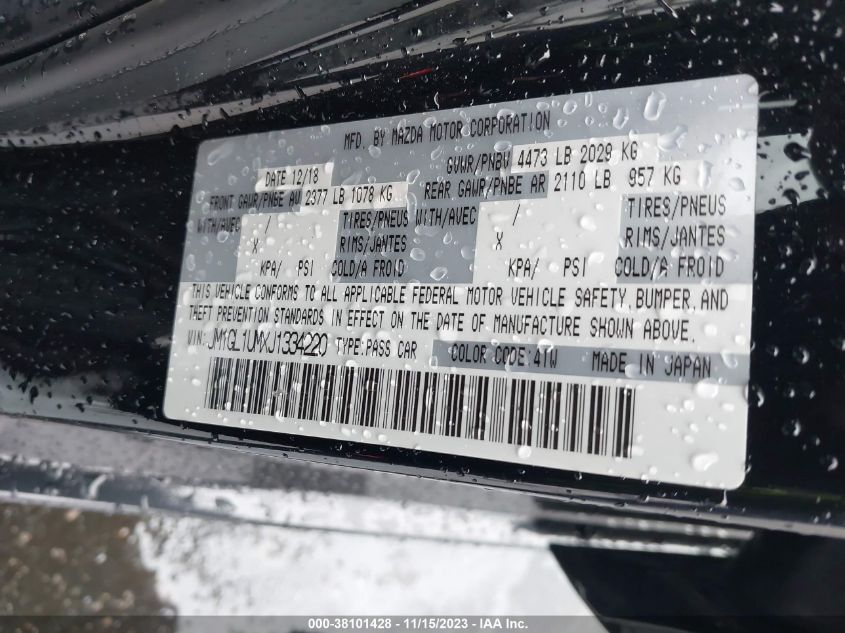 MFD. BY MAZDA MOTOR CORPORATION
DATE 12/18 GVWR/PNBV 4473 LB 2029 KG
FRONT GAWR/PNBE AV 2377 LB 1078 KG REAR GAWR/PNBE AR 2110 LB 957 KG
WITH/AVEC / TIRES/PNEUS WITH/AVEC / TIRES/PNEUS
X RIMS/JANTES X RIMS/JANTES
KPA/ PSI COLD/A FROID KPA/ PSI COLD/A FROID
THIS VEHICLE CONFORMS TO ALL APPLICABLE FEDERAL MOTOR VEHICLE SAFETY, BUMPER, AND
THEFT PREVENTION STANDARDS IN EFFECT ON THE DATE OF MANUFACTURE SHOWN ABOVE.
VIN: JM1GL1UMXJ1334220 TYPE:PASS CAR COLOR CODE:41W MADE IN JAPAN
000-38101428 - 11/15/2023 - IAA Inc.